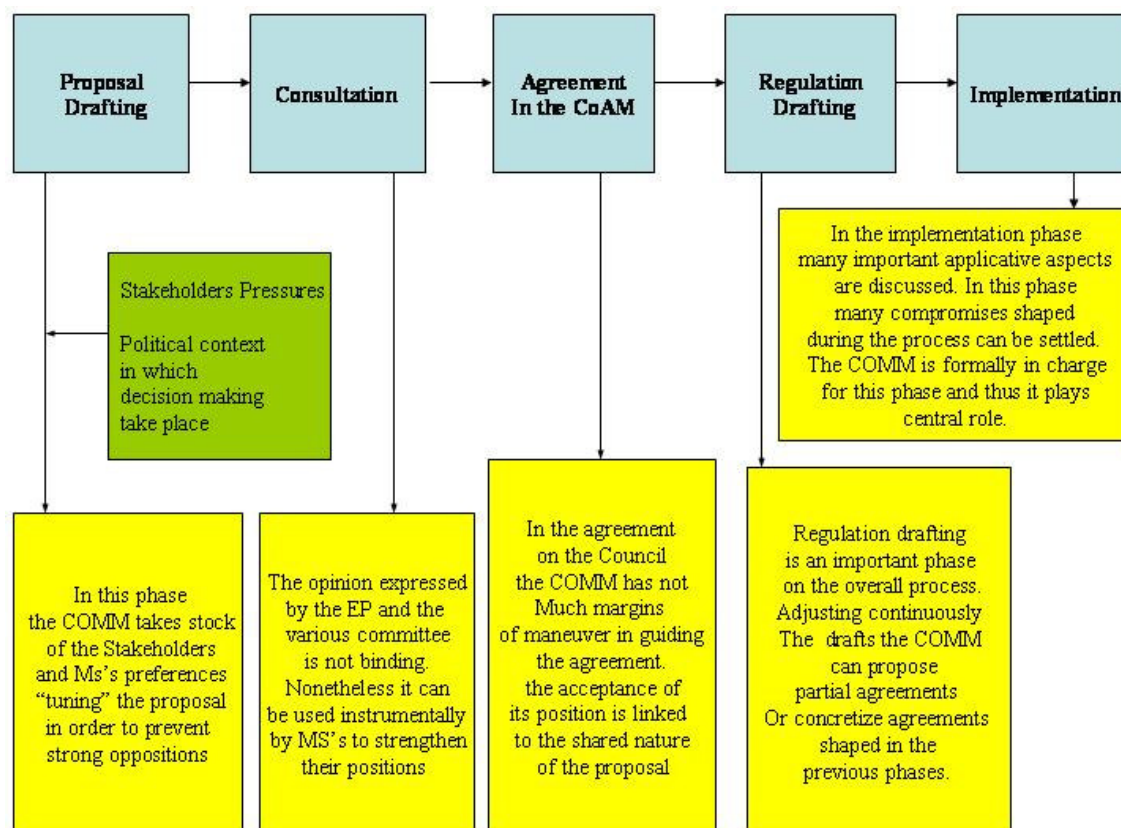 Proposal
Drafting
Consultation
Agreement
In the CoAM
Regulation
Drafting
Implementation
Stakeholders Pressures
Political context
in which
decision making
take place
In the implementation phase
many important applicative aspects
are discussed. In this phase
many compromises shaped
during the process can be settled.
The COMM is formally in charge
for this phase and thus it plays
central role.
In this phase
the COMM takes stock
of the Stakeholders
and Ms’s preferences
“tuning” the proposal
in order to prevent
strong oppositions
The opinion expressed
by the EP and the
various committee
is not binding.
Nonetheless it can
be used instrumentally
by MS’s to strengthen
their positions
In the agreement
on the Council
the COMM has not
Much margins
of maneuver in guiding
the agreement.
the acceptance of
its position is linked
to the shared nature
of the proposal
Regulation drafting
is an important phase
on the overall process.
Adjusting continuously
The drafts the COMM
can propose
partial agreements
Or concretize agreements
shaped in the
previous phases.